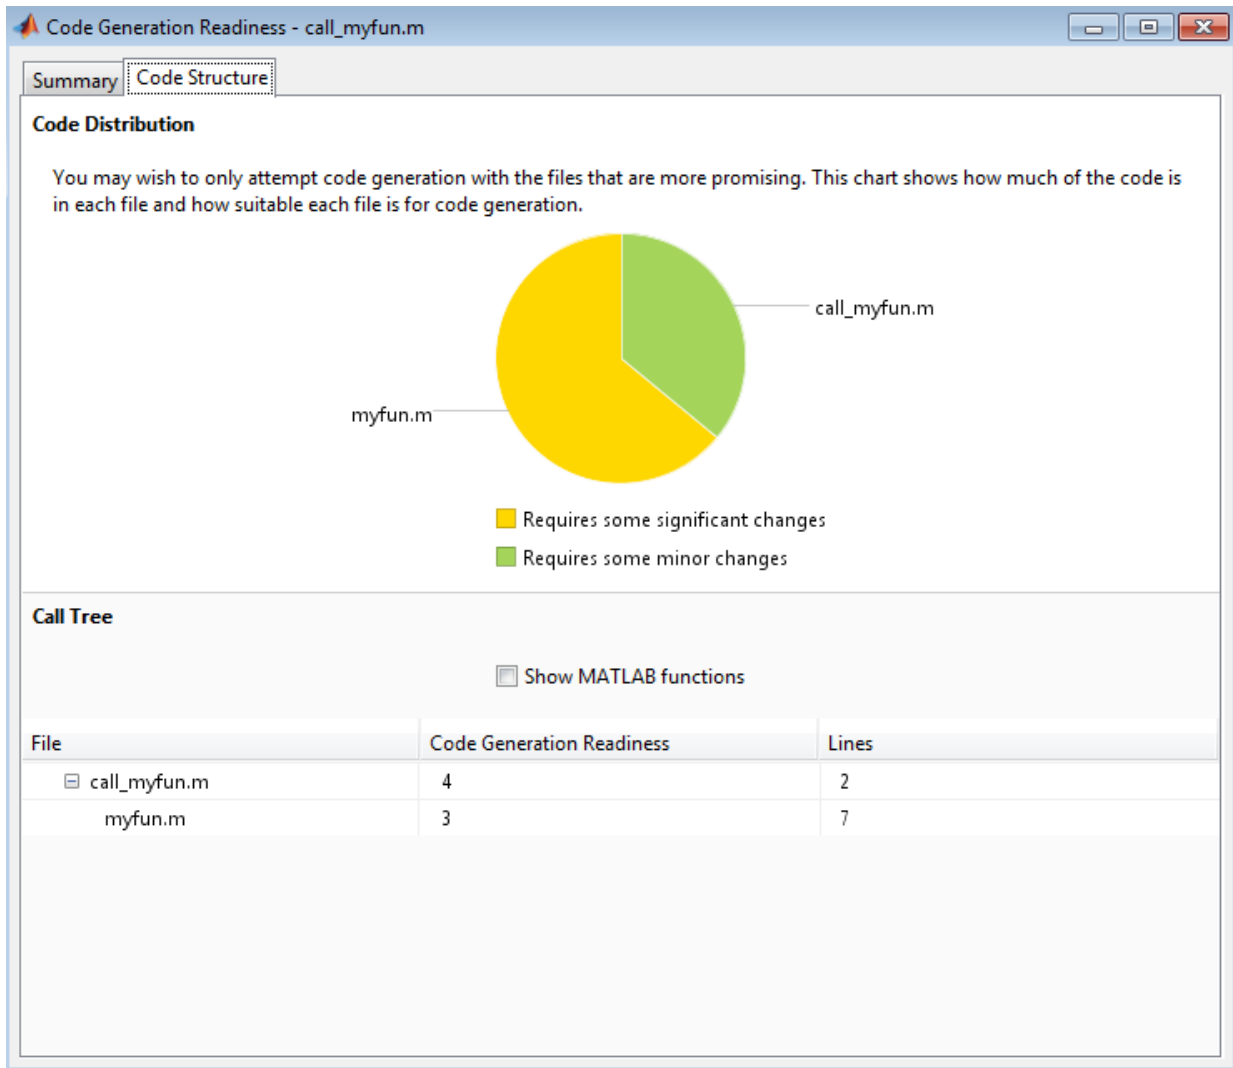 Code Generation Readiness - call_myfun.m
Summary
Code Structure
Code Distribution
You may wish to only attempt code generation with the files that are more promising. This chart shows how much of the code is
in each file and how suitable each file is for code generation.
call_myfun.m
myfun.m
Requires some significant changes
Requires some minor changes
Call Tree
Show MATLAB functions
File Code Generation Readiness Lines
call_myfun.m 4 2
myfun.m 3 7